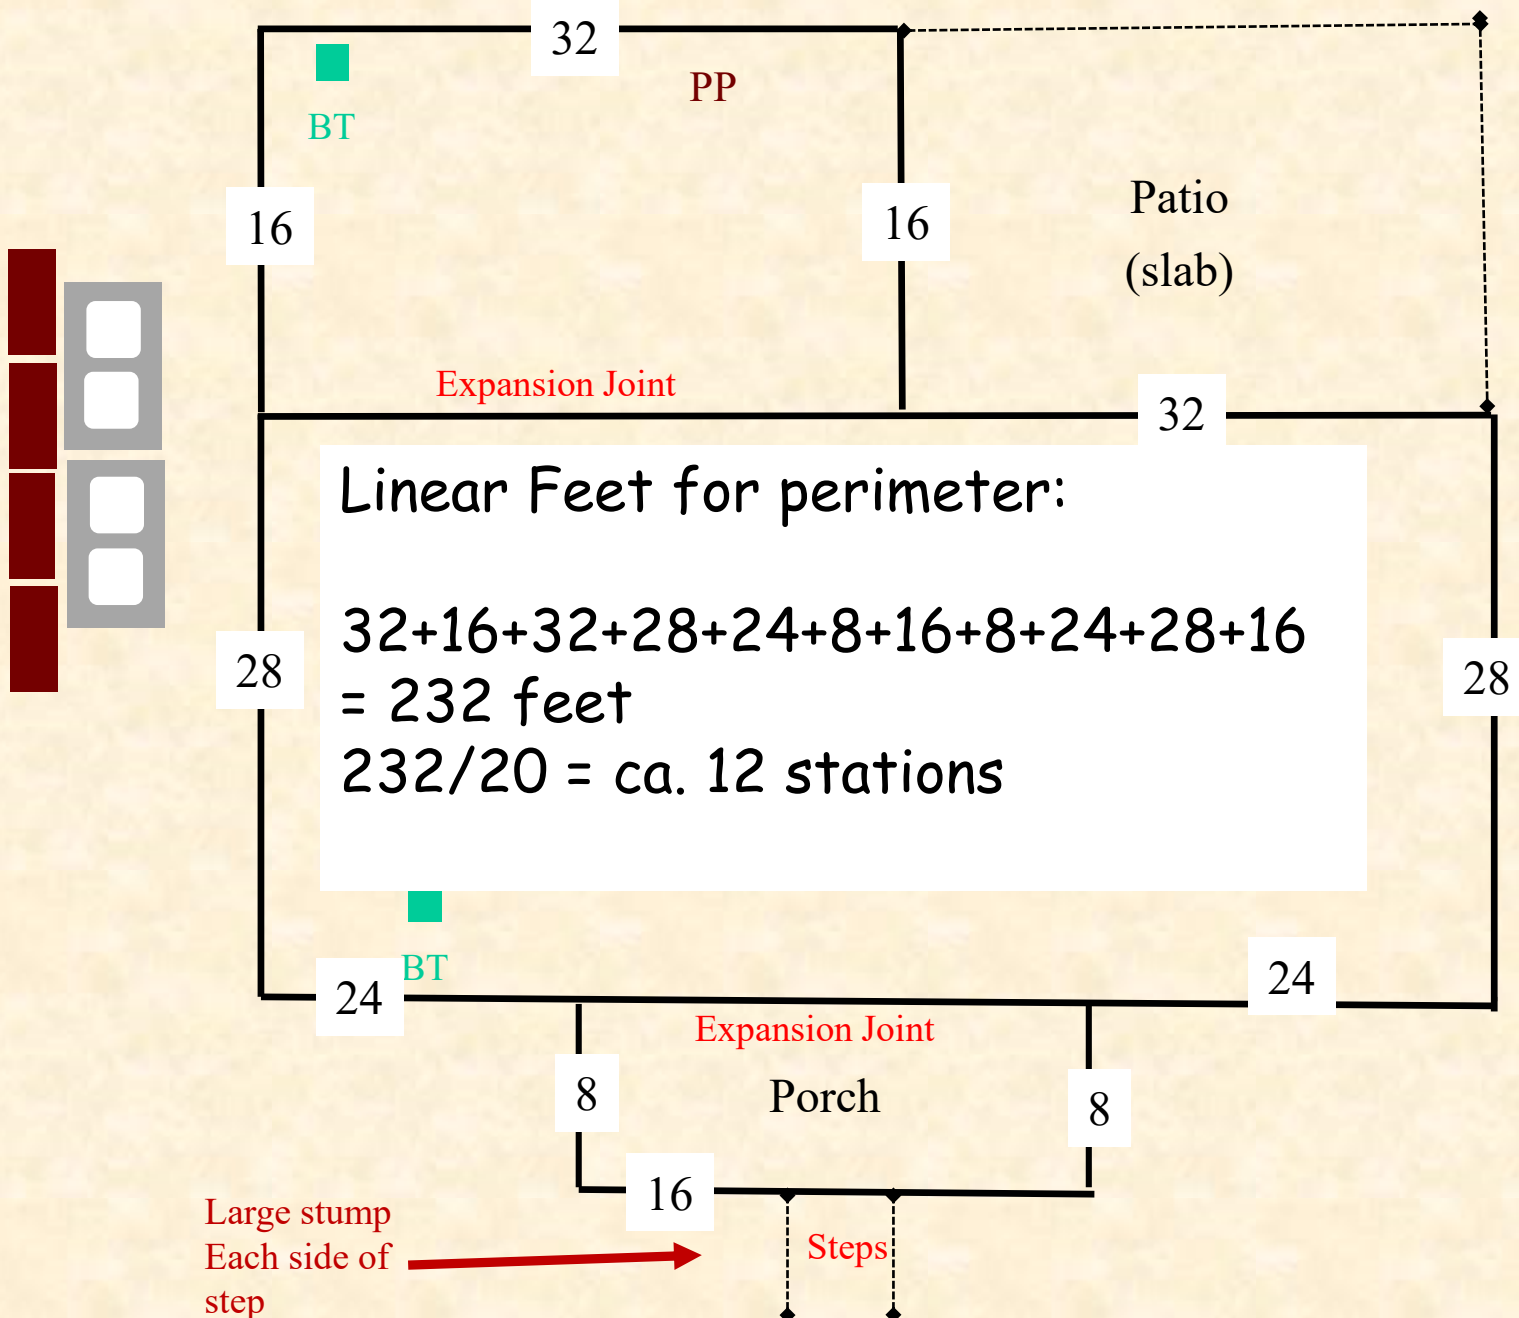 32
PP
BT
16
16
Patio
(slab)
Expansion Joint
32
Linear Feet for perimeter:
32+16+32+28+24+8+16+8+24+28+16
= 232 feet
232/20 = ca. 12 stations
28
28
BT
24
24
Expansion Joint
8
Porch
8
16
Large stump
Each side of
step
Steps